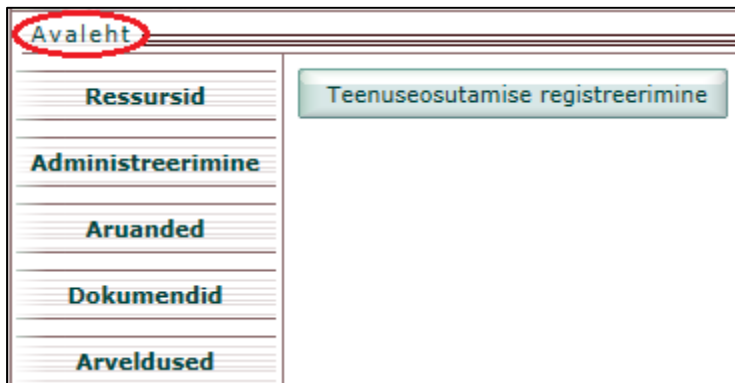 Avaleht
Ressursid
Teenuseosutamise registreerimine
Administreerimine
Aruanded
Dokumendid
Arveldused